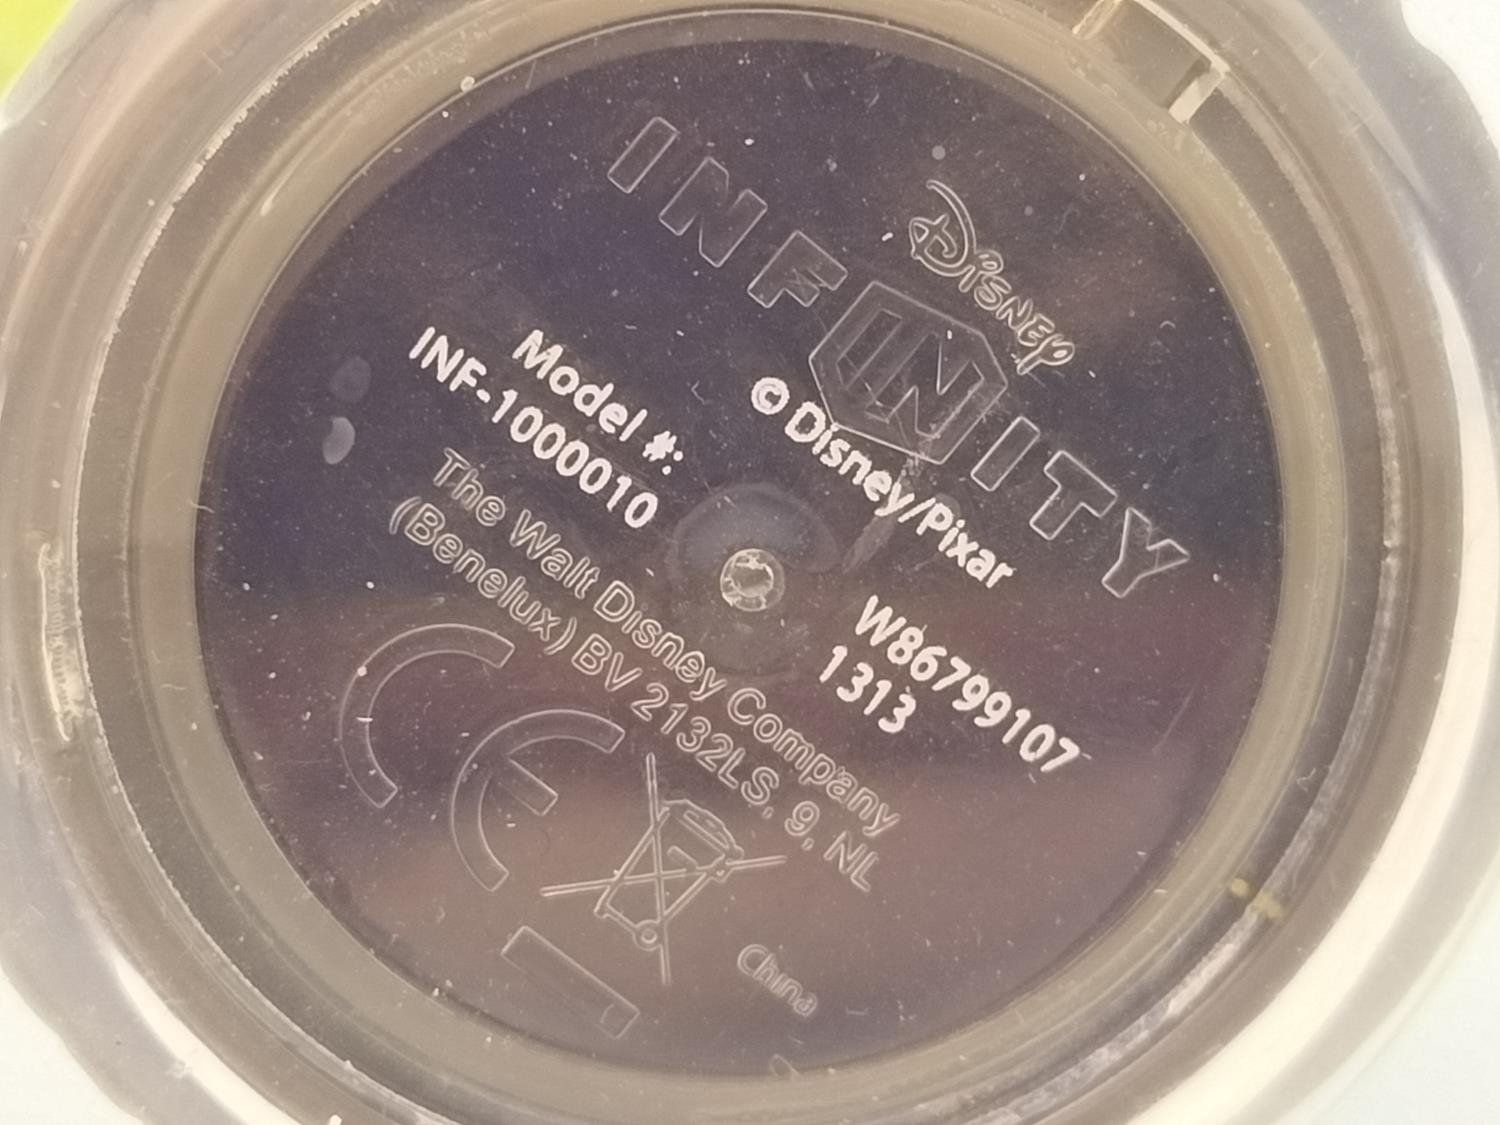 Disney
INFINITY
© Disney/Pixar
Model #:
INF-1000010
W86799107
1313
The Walt Disney Company
(Benelux) BV 2132LS, 9, NL
CE
China